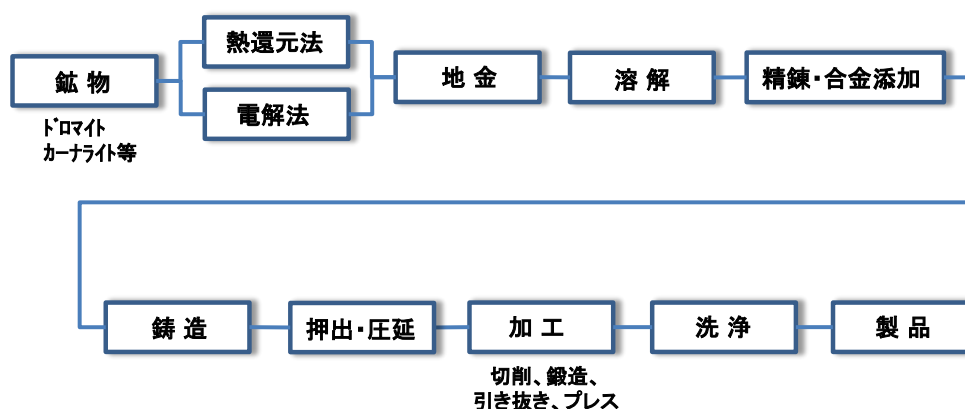 熱還元法
鉱物
電解法
ドロマイト
カーナライト等
地金
溶解
精錬・合金添加
鋳造
押出・圧延
加工
洗浄
製品
切削、鍛造、
引き抜き、プレス